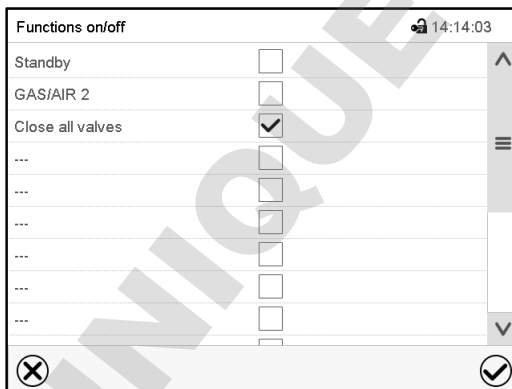 Functions on/off 14:14:03
Standby
GAS/AIR 2
Close all valves
---
---
---
---
---
---
UNIQUE